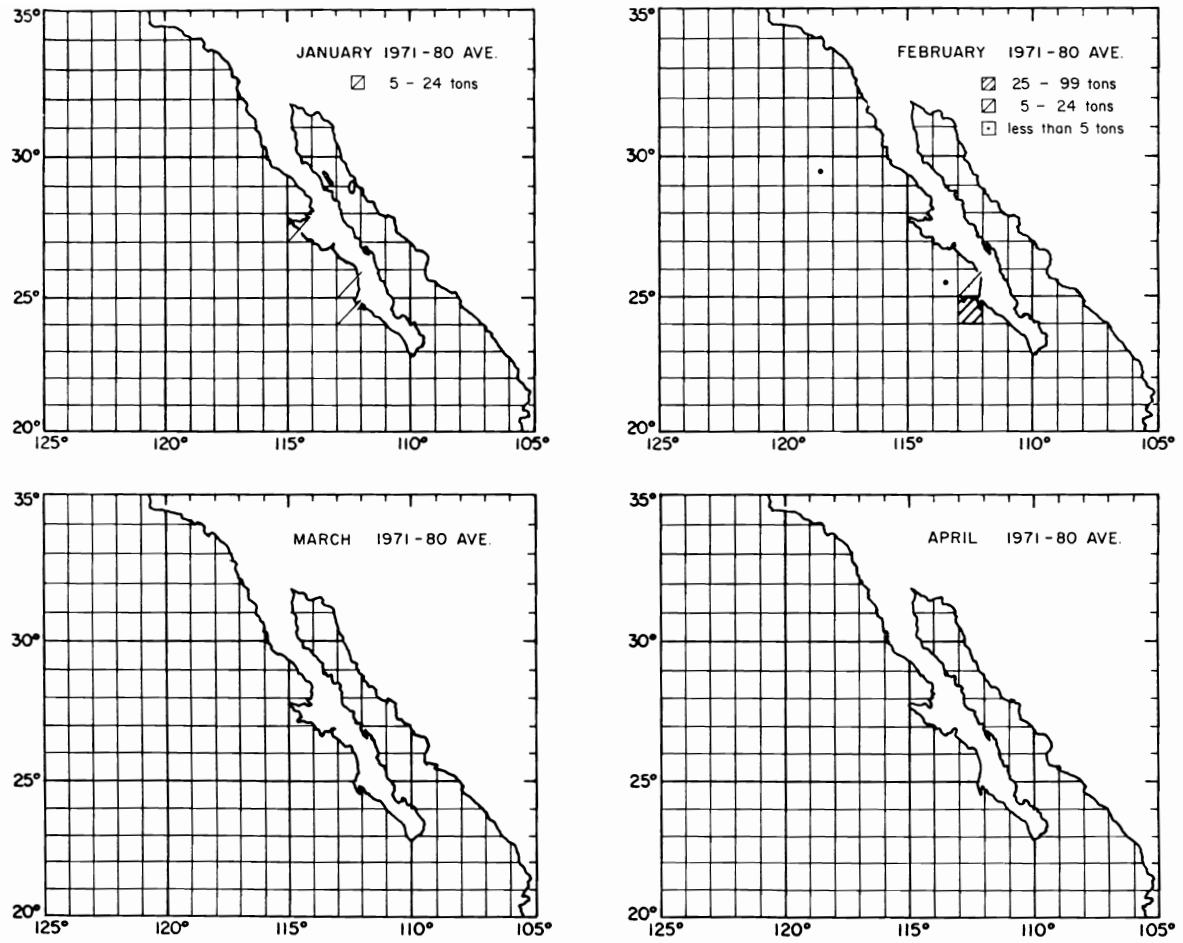 35°
JANUARY 1971-80 AVE.
5 - 24 tons
30°
25°
20°
125° 120° 115° 110° 105°
35°
FEBRUARY 1971-80 AVE.
25 - 99 tons
5 - 24 tons
less than 5 tons
30°
25°
20°
125° 120° 115° 110° 105°
35°
MARCH 1971-80 AVE.
30°
25°
20°
125° 120° 115° 110° 105°
35°
APRIL 1971-80 AVE.
30°
25°
20°
125° 120° 115° 110° 105°